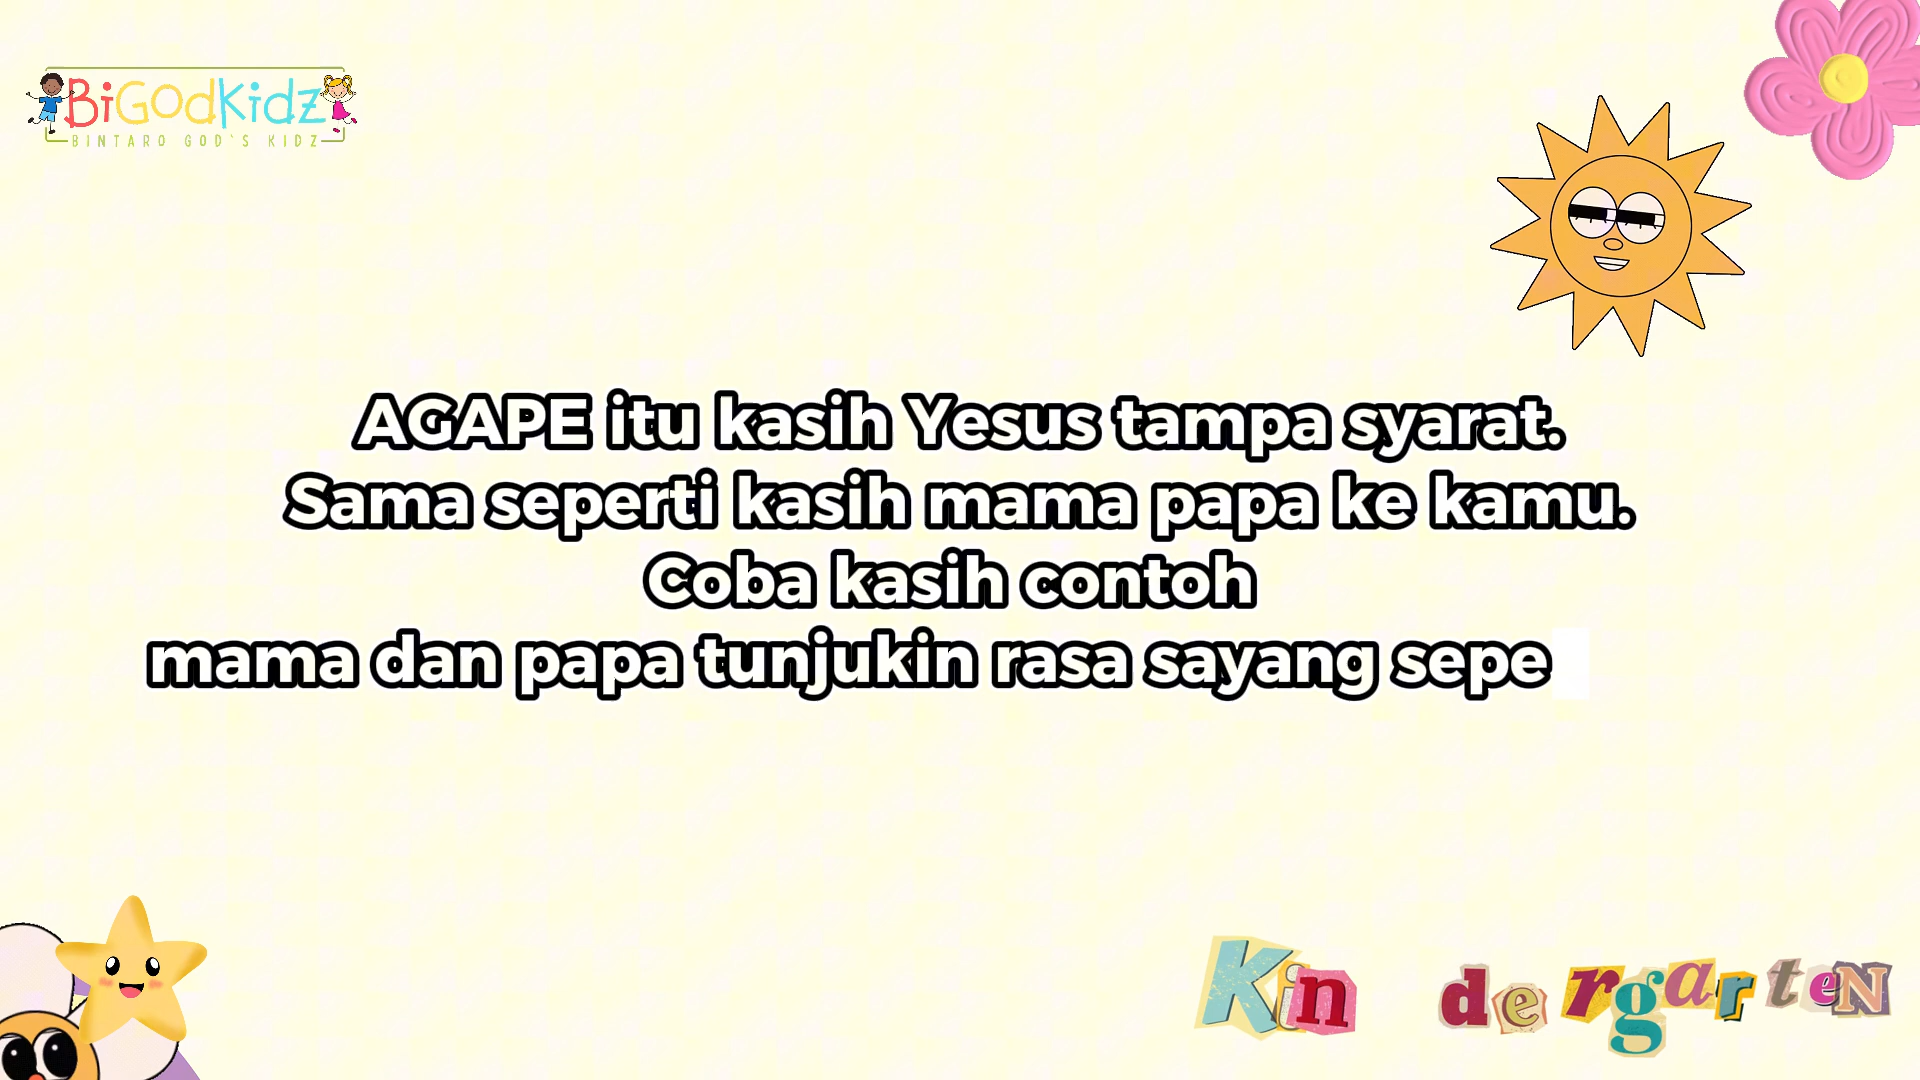 BiGodKidz
BINTARO GOD'S KIDZ
AGAPE itu kasih Yesus tampa syarat.
Sama seperti kasih mama papa ke kamu.
Coba kasih contoh
mama dan papa tunjukin rasa sayang sepe
Kin dergarteN